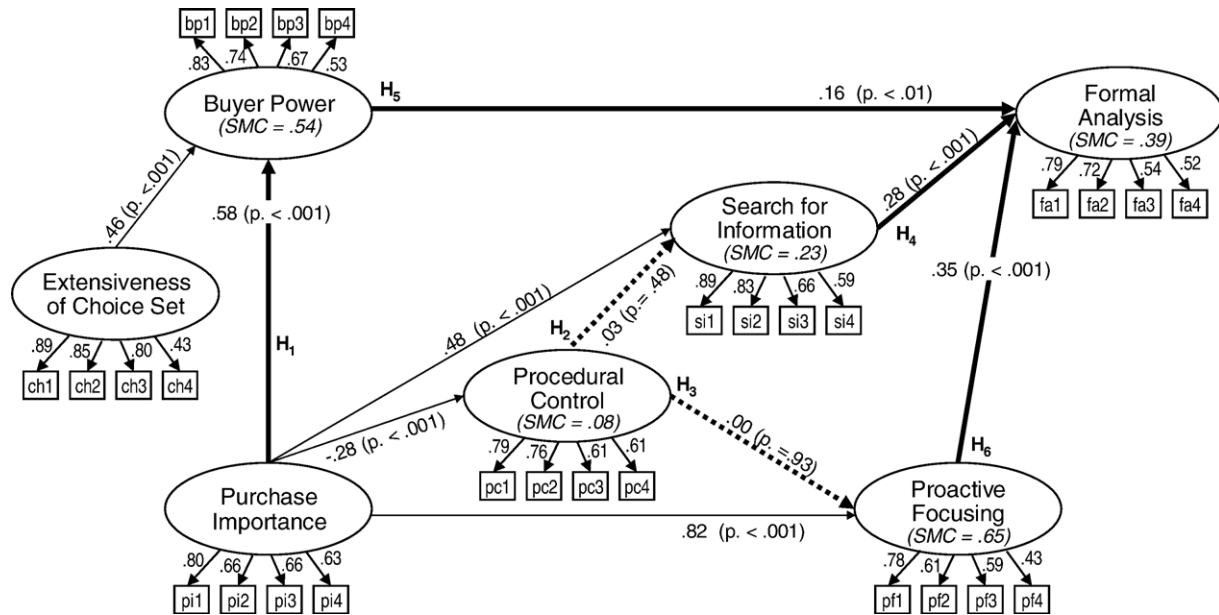 bp1 bp2 bp3 bp4
.83 .74 .67 .53
Buyer Power
(SMC = .54)
H5
.16 (p. < .01)
Formal
Analysis
(SMC = .39)
.79 .72 .54 .52
fa1 fa2 fa3 fa4
.46 (p. <.001)
.58 (p. < .001)
.28 (p. < .001)
H4
Search for
Information
(SMC = .23)
.89 .83 .66 .59
si1 si2 si3 si4
.35 (p. < .001)
Extensiveness
of Choice Set
.89 .85 .80 .43
ch1 ch2 ch3 ch4
H1
.48 (p. < .001)
H2
.03 (p.= .48)
Procedural
Control
(SMC = .08)
H3
.79 .76 .61 .61
pc1 pc2 pc3 pc4
-.28 (p. < .001)
.00 (p. =.93)
H6
Purchase
Importance
.80 .66 .66 .63
pi1 pi2 pi3 pi4
.82 (p. < .001)
Proactive
Focusing
(SMC = .65)
.78 .61 .59 .43
pf1 pf2 pf3 pf4